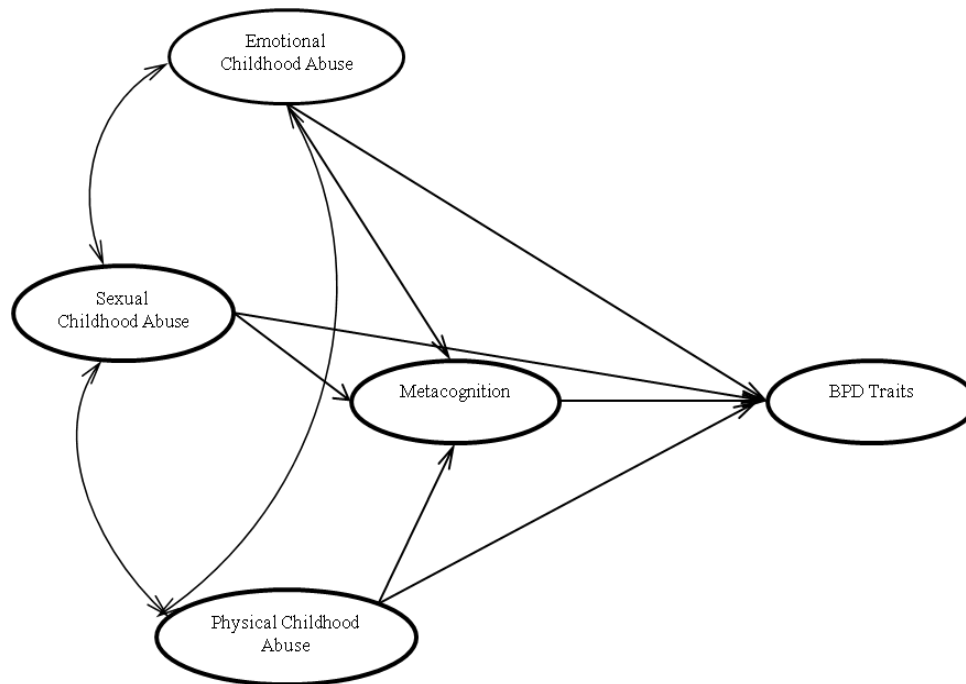 Emotional
Childhood Abuse
Sexual
Childhood Abuse
Metacognition
BPD Traits
Physical Childhood
Abuse